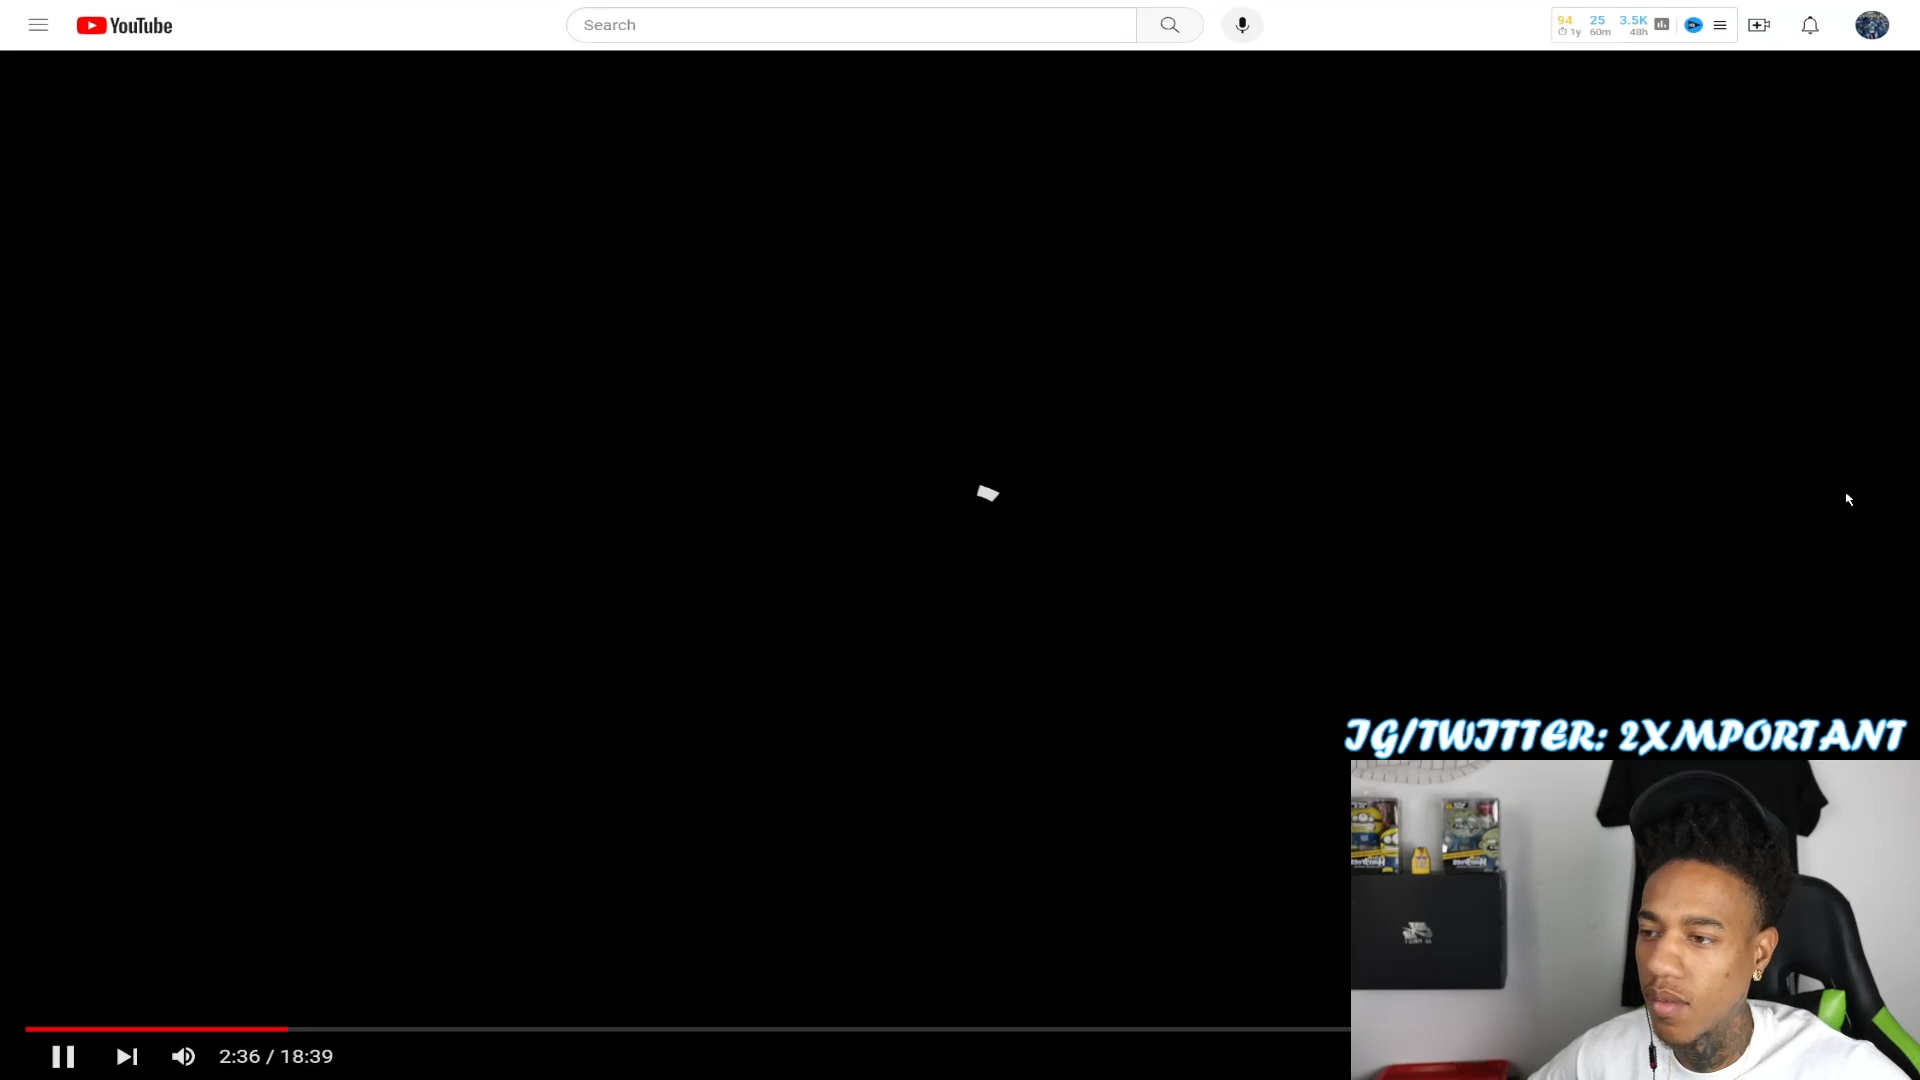 YouTube
Search
94 25 3.5K
1y 60m 48h
IG/TWITTER: 2XMPORTANT
2:36 / 18:39